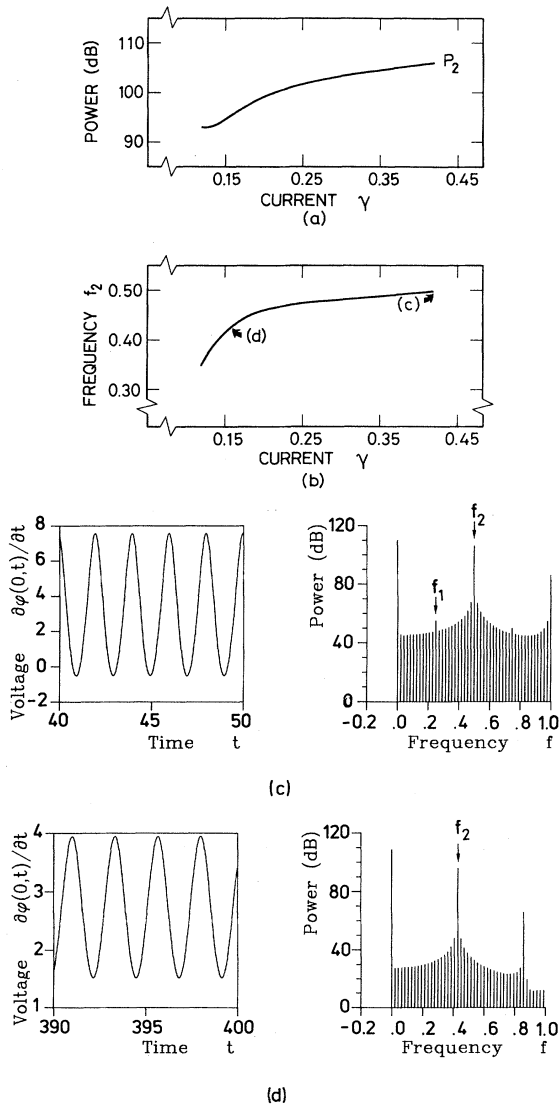 POWER (dB)
110
100
90
P2
0.15 0.25 0.35 0.45
CURRENT γ
(a)
FREQUENCY f2
0.50
0.40
0.30
(c)
(d)
0.15 0.25 0.35 0.45
CURRENT γ
(b)
Voltage ∂φ(0,t)/∂t
8
6
4
2
0
-2
40 45 50
Time t
Power (dB)
120
80
40
0
f1
f2
-0.2 .0 .2 .4 .6 .8 1.0
Frequency f
(c)
Voltage ∂φ(0,t)/∂t
4
3
2
1
390 395 400
Time t
Power (dB)
120
80
40
0
f2
-0.2 .0 .2 .4 .6 .8 1.0
Frequency f
(d)